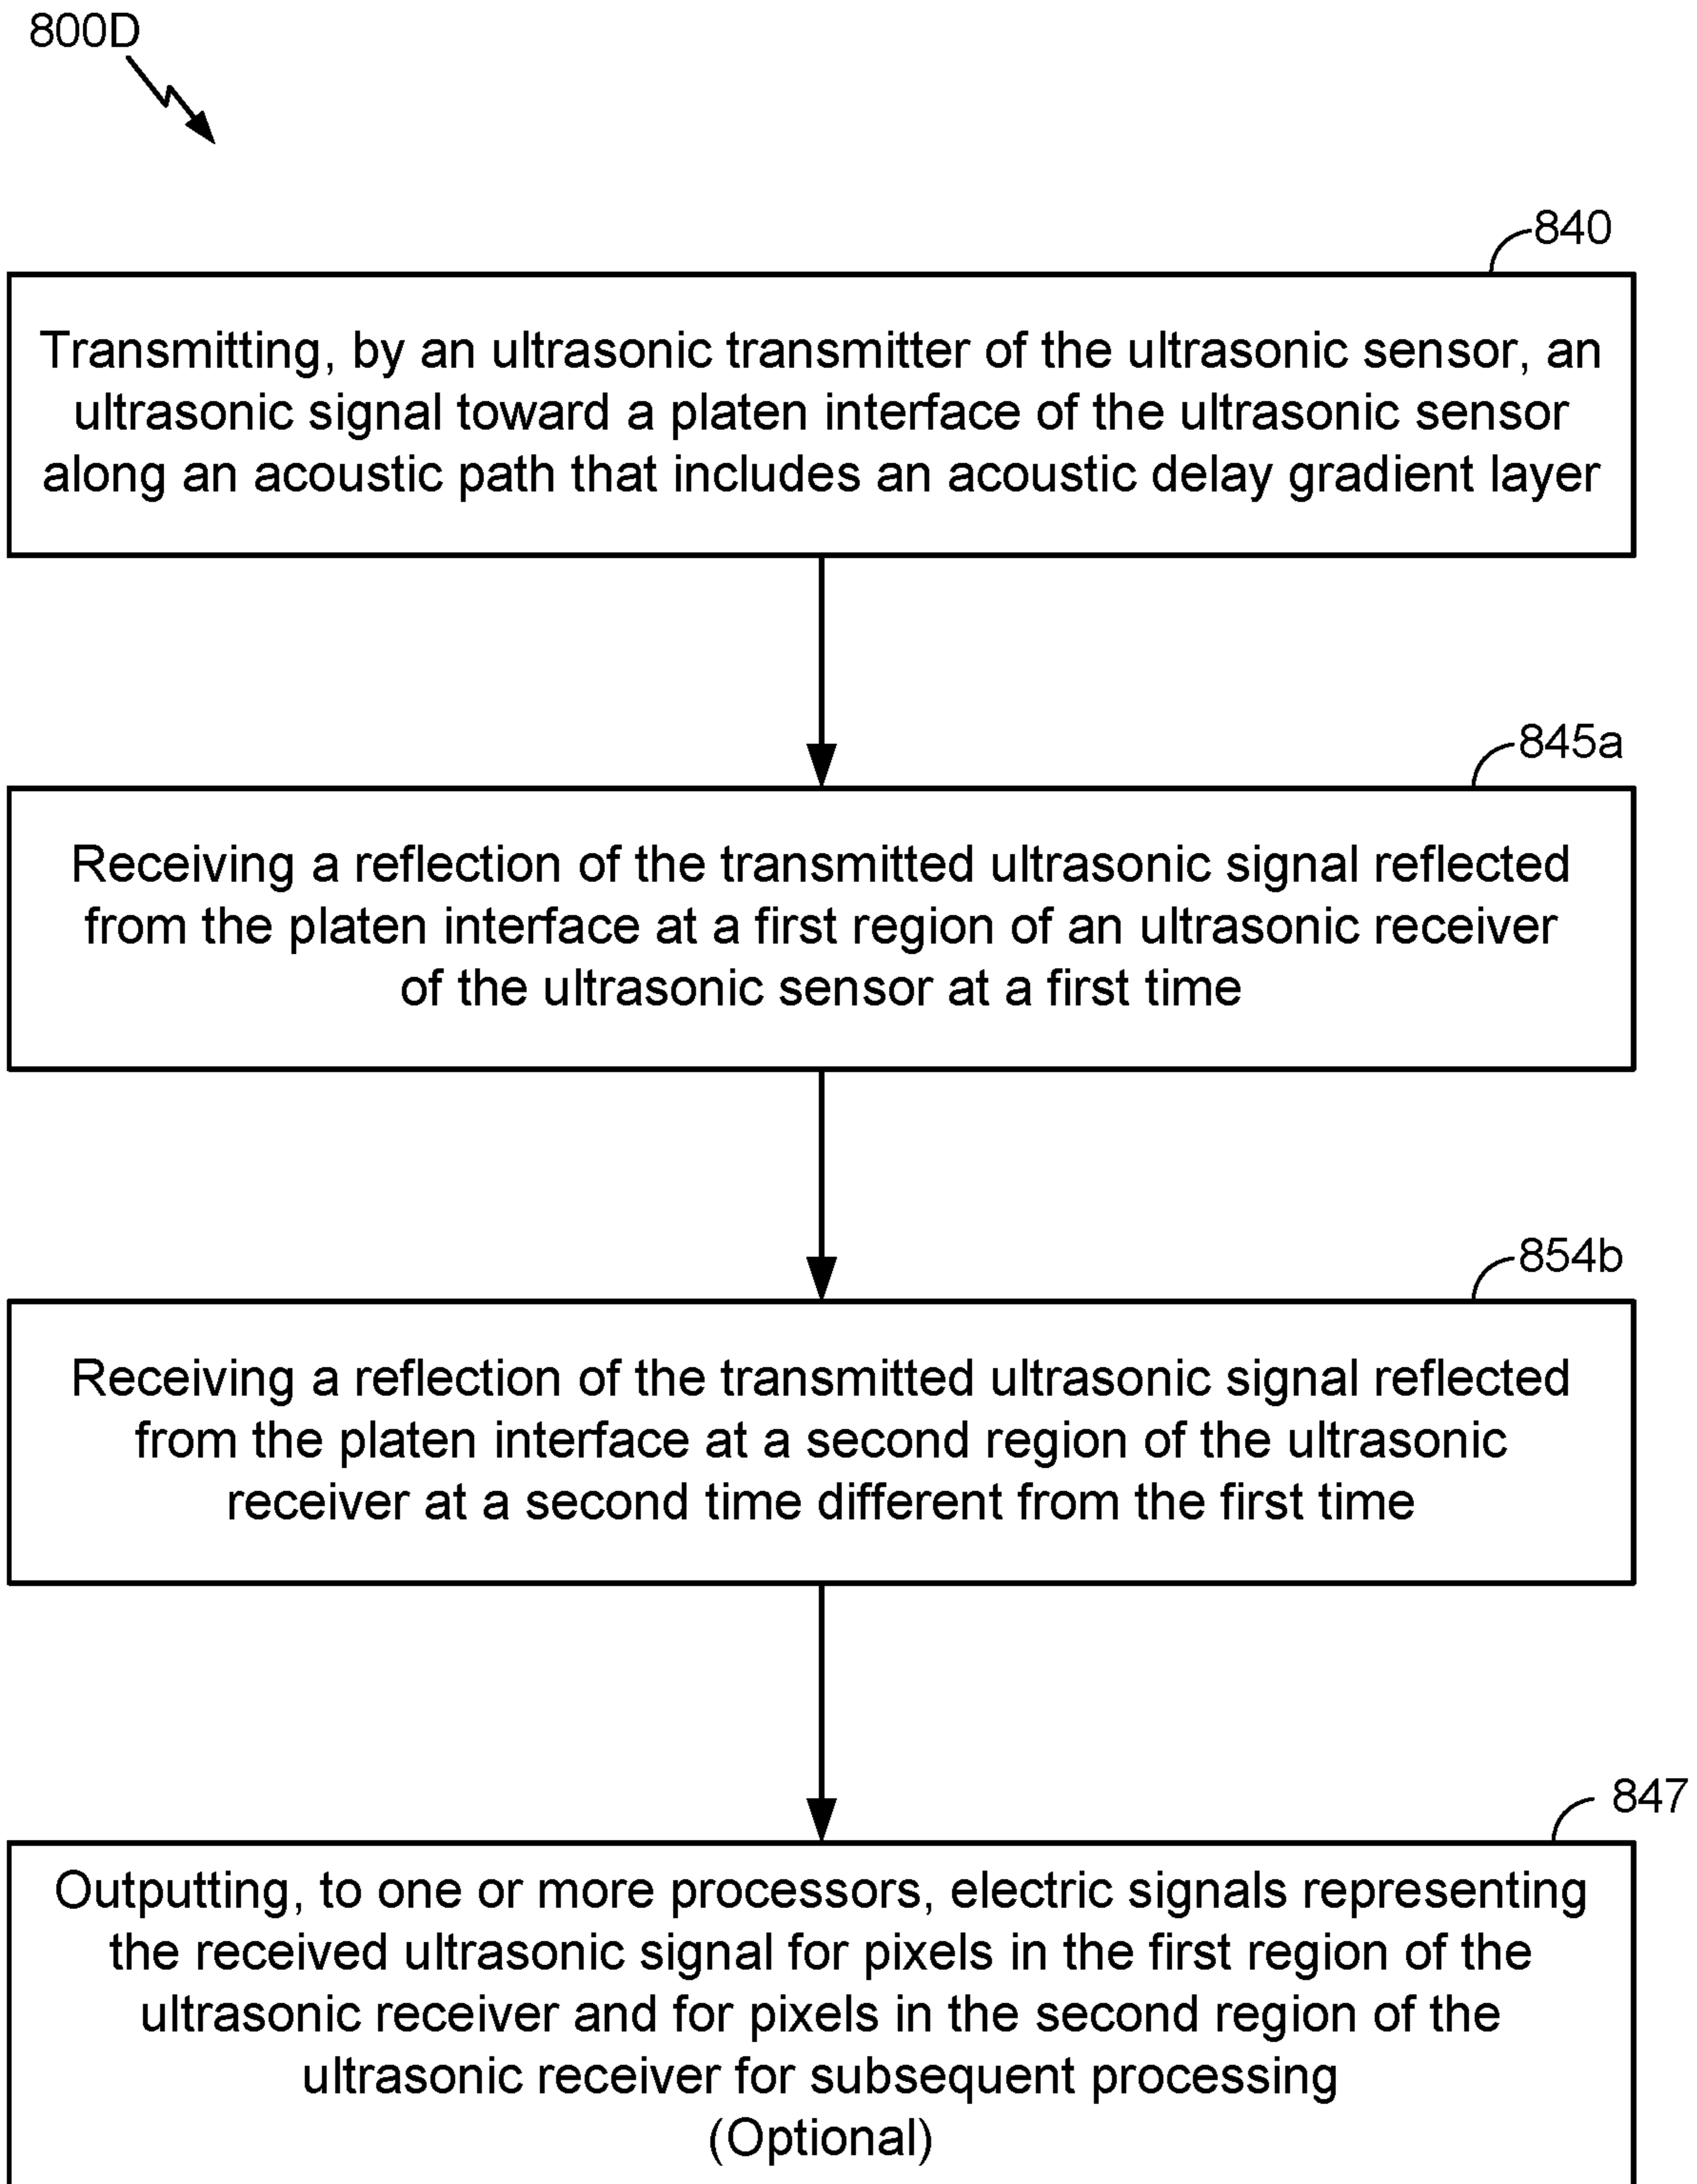 800D
840
Transmitting, by an ultrasonic transmitter of the ultrasonic sensor, an
ultrasonic signal toward a platen interface of the ultrasonic sensor
along an acoustic path that includes an acoustic delay gradient layer
845a
Receiving a reflection of the transmitted ultrasonic signal reflected
from the platen interface at a first region of an ultrasonic receiver
of the ultrasonic sensor at a first time
854b
Receiving a reflection of the transmitted ultrasonic signal reflected
from the platen interface at a second region of the ultrasonic
receiver at a second time different from the first time
847
Outputting, to one or more processors, electric signals representing
the received ultrasonic signal for pixels in the first region of the
ultrasonic receiver and for pixels in the second region of the
ultrasonic receiver for subsequent processing
(Optional)